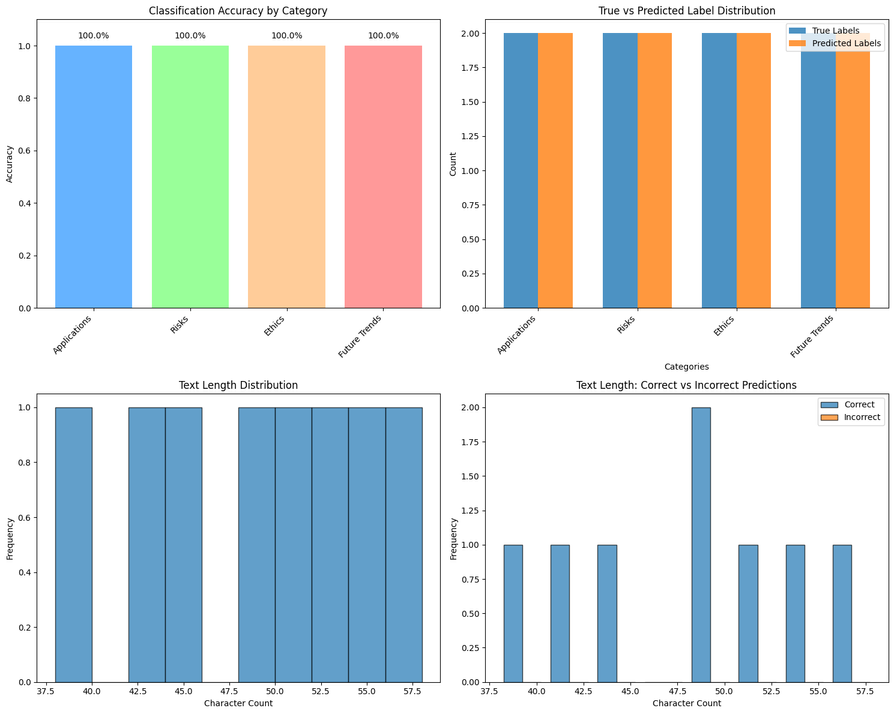 Classification Accuracy by Category
100.0%
100.0%
100.0%
100.0%
1.0
0.8
0.6
0.4
0.2
0.0
Accuracy
Applications
Risks
Ethics
Future Trends
True vs Predicted Label Distribution
True Labels
Predicted Labels
2.00
1.75
1.50
1.25
1.00
0.75
0.50
0.25
0.00
Count
Applications
Risks
Ethics
Future Trends
Categories
Text Length Distribution
1.0
0.8
0.6
0.4
0.2
0.0
Frequency
37.5
40.0
42.5
45.0
47.5
50.0
52.5
55.0
57.5
Character Count
Text Length: Correct vs Incorrect Predictions
Correct
Incorrect
2.00
1.75
1.50
1.25
1.00
0.75
0.50
0.25
0.00
Frequency
37.5
40.0
42.5
45.0
47.5
50.0
52.5
55.0
57.5
Character Count